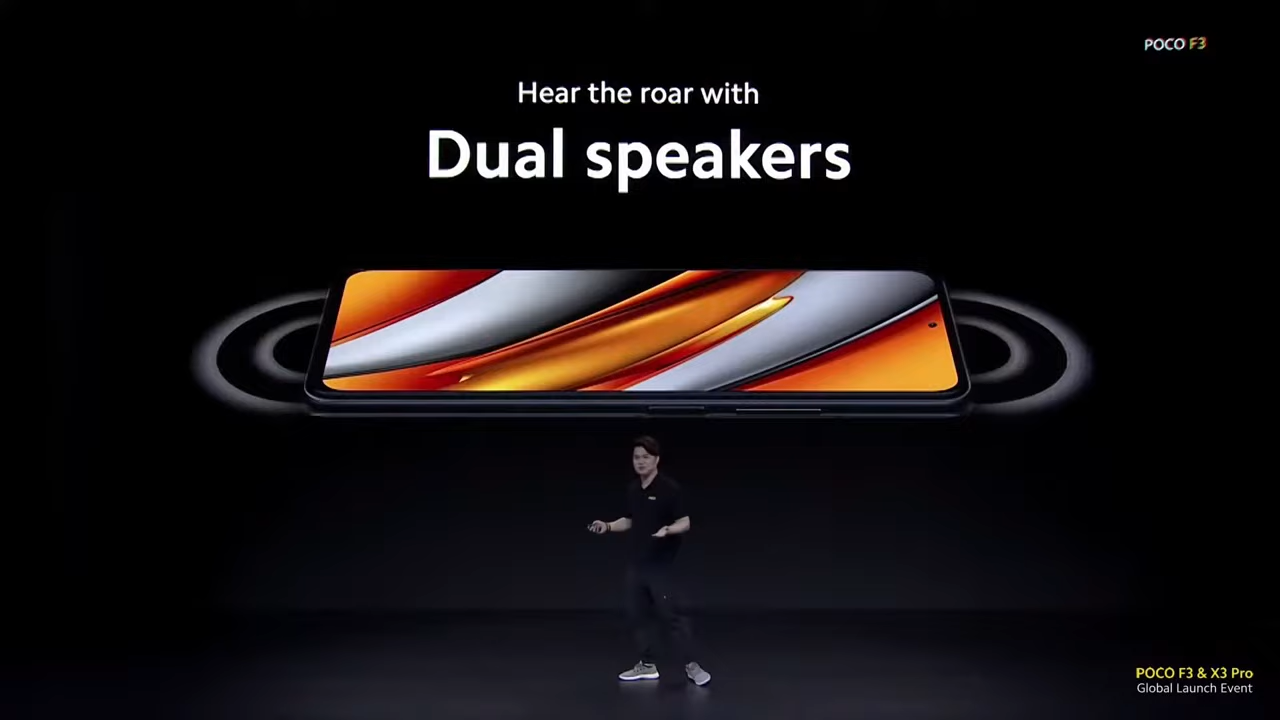 POCO F3
Hear the roar with
Dual speakers
POCO F3 & X3 Pro
Global Launch Event